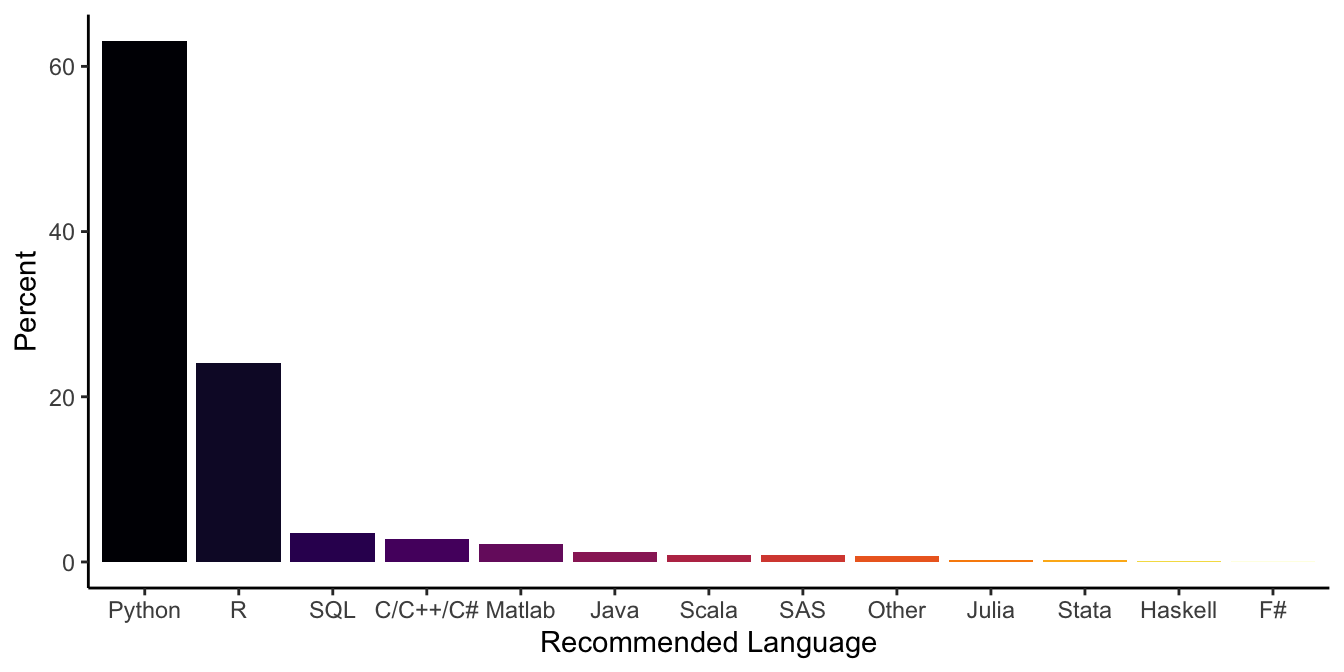 60
40
20
0
Percent
Python R SQL C/C++/C# Matlab Java Scala SAS Other Julia Stata Haskell F#
Recommended Language